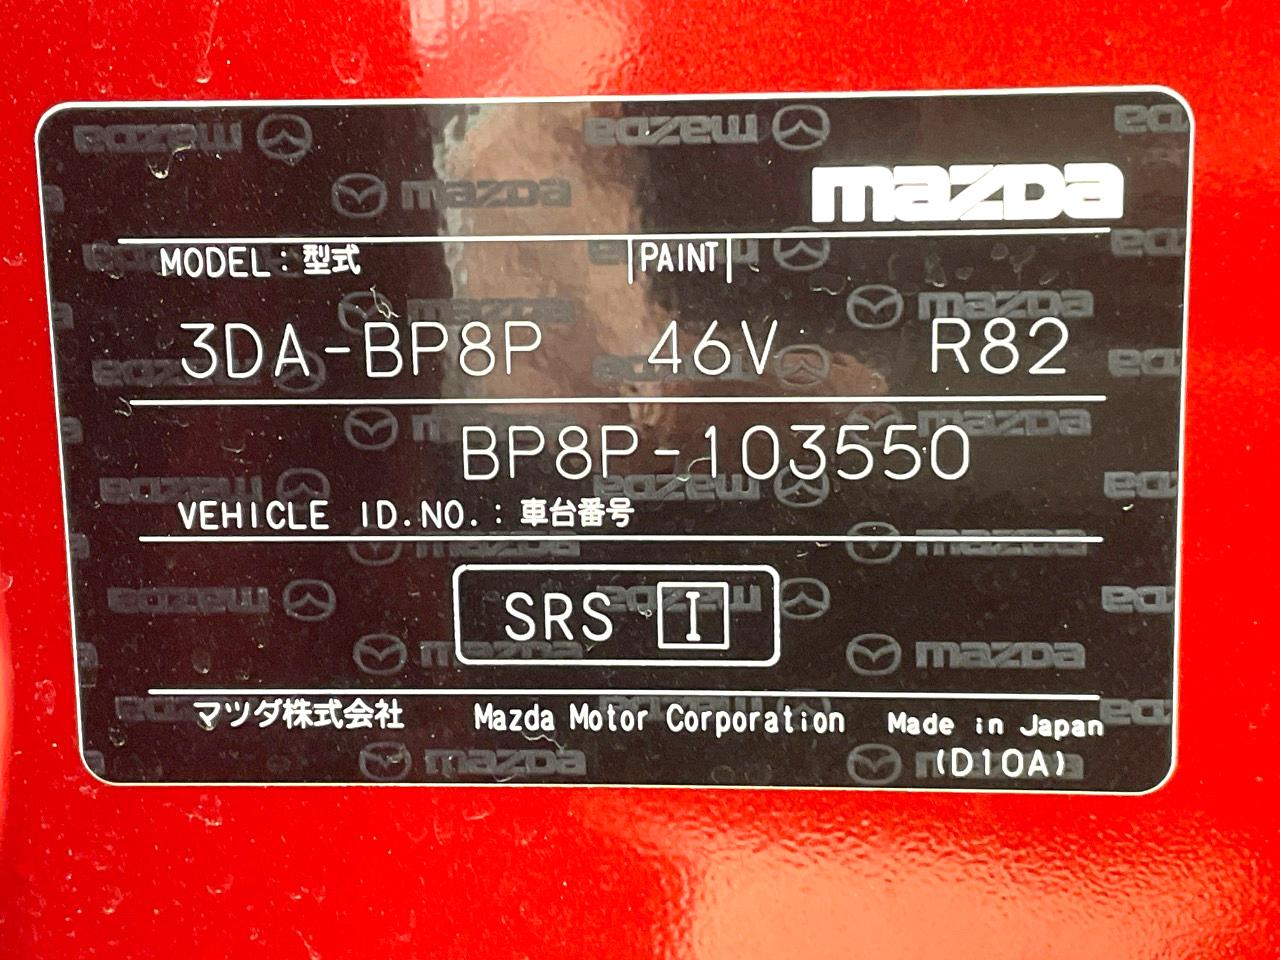 mazda
MODEL : 型式 PAINT
3DA-BP8P 46V R82
BP8P-103550
VEHICLE ID.NO. : 車台番号
SRS I
マツダ株式会社 Mazda Motor Corporation Made in Japan
(D10A)